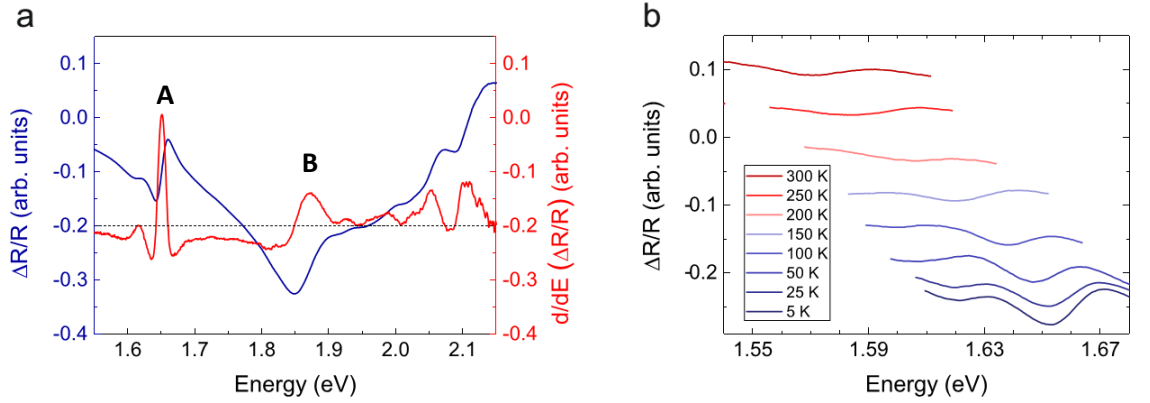 a
A
B
0.1
0.0
-0.1
-0.2
-0.3
-0.4
ΔR/R (arb. units)
0.1
0.0
-0.1
-0.2
-0.3
-0.4
d/dE (ΔR/R) (arb. units)
1.6 1.7 1.8 1.9 2.0 2.1
Energy (eV)
b
0.1
0.0
-0.1
-0.2
ΔR/R (arb. units)
300 K
250 K
200 K
150 K
100 K
50 K
25 K
5 K
1.55 1.59 1.63 1.67
Energy (eV)